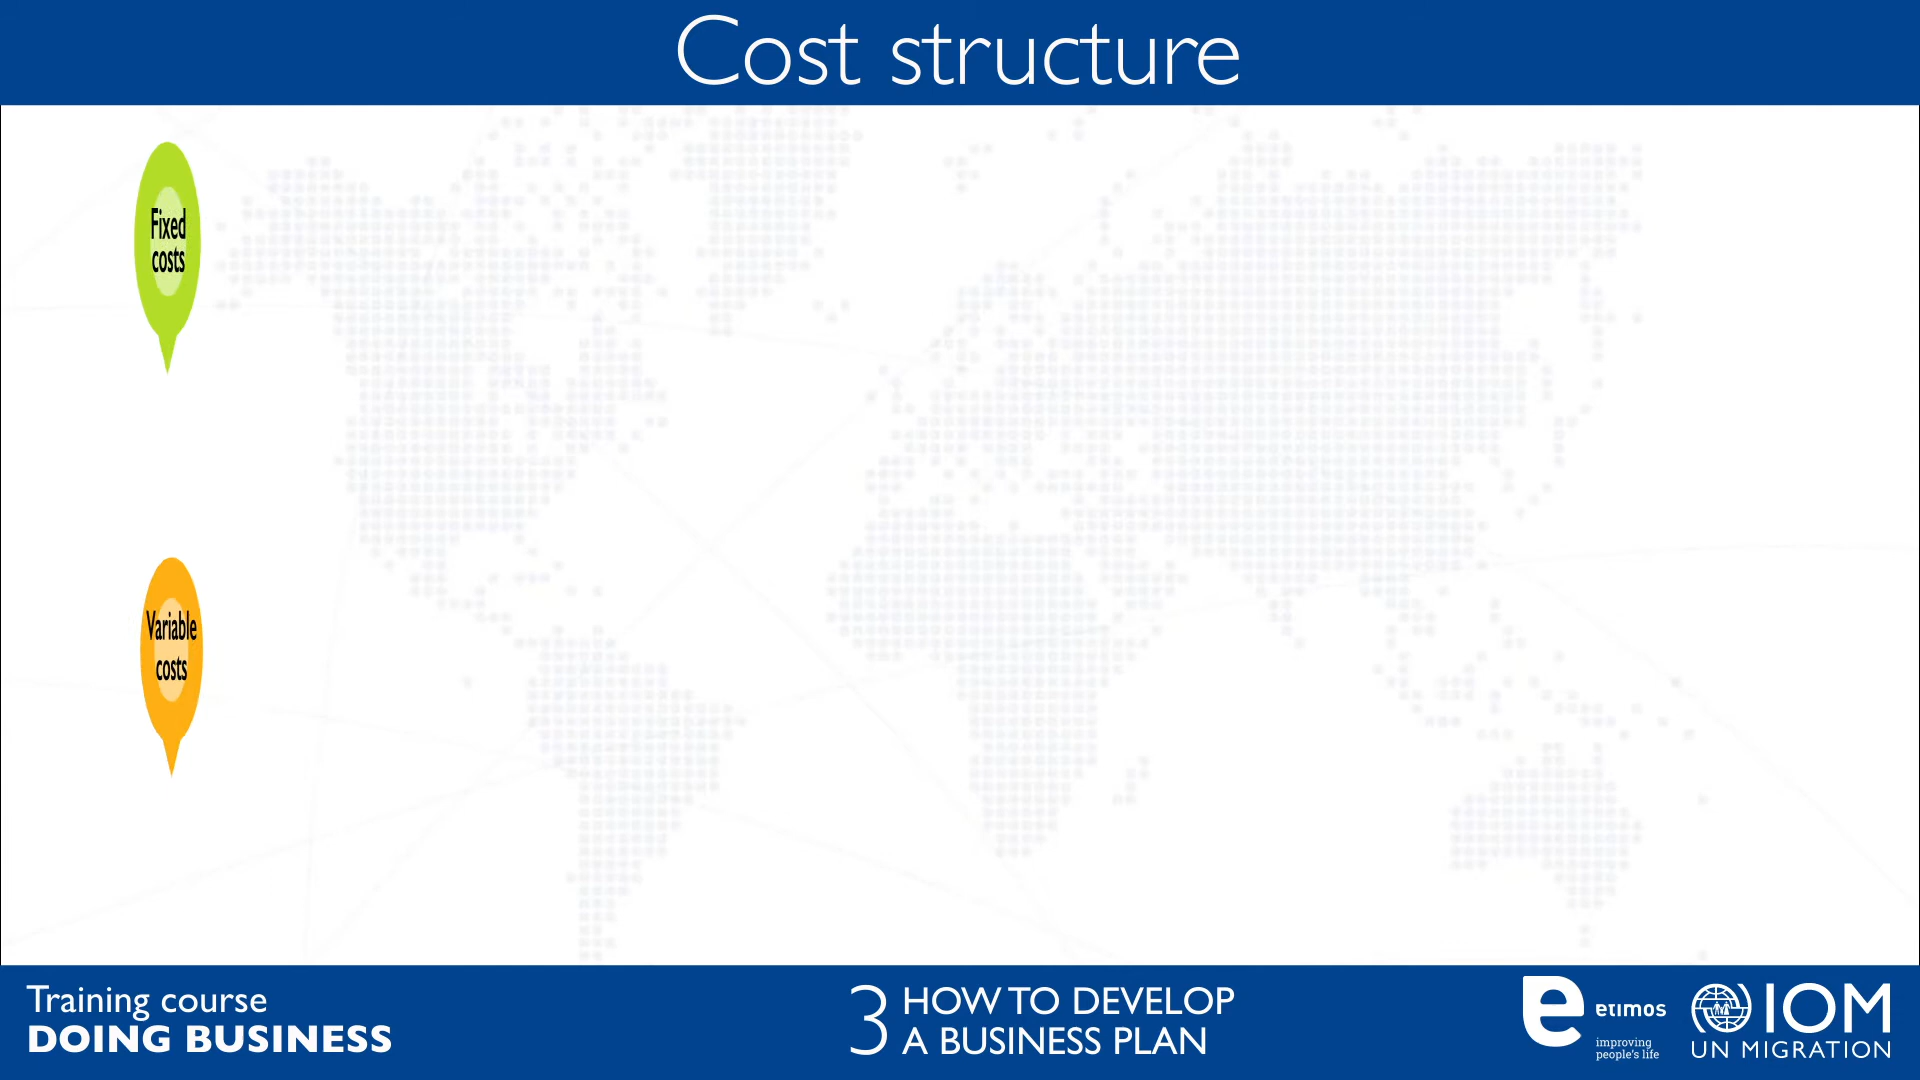 Cost structure
Fixed
costs
Variable
costs
Training course
DOING BUSINESS
3
HOW TO DEVELOP
A BUSINESS PLAN
e
etimos
improving
people's life
IOM
UN MIGRATION